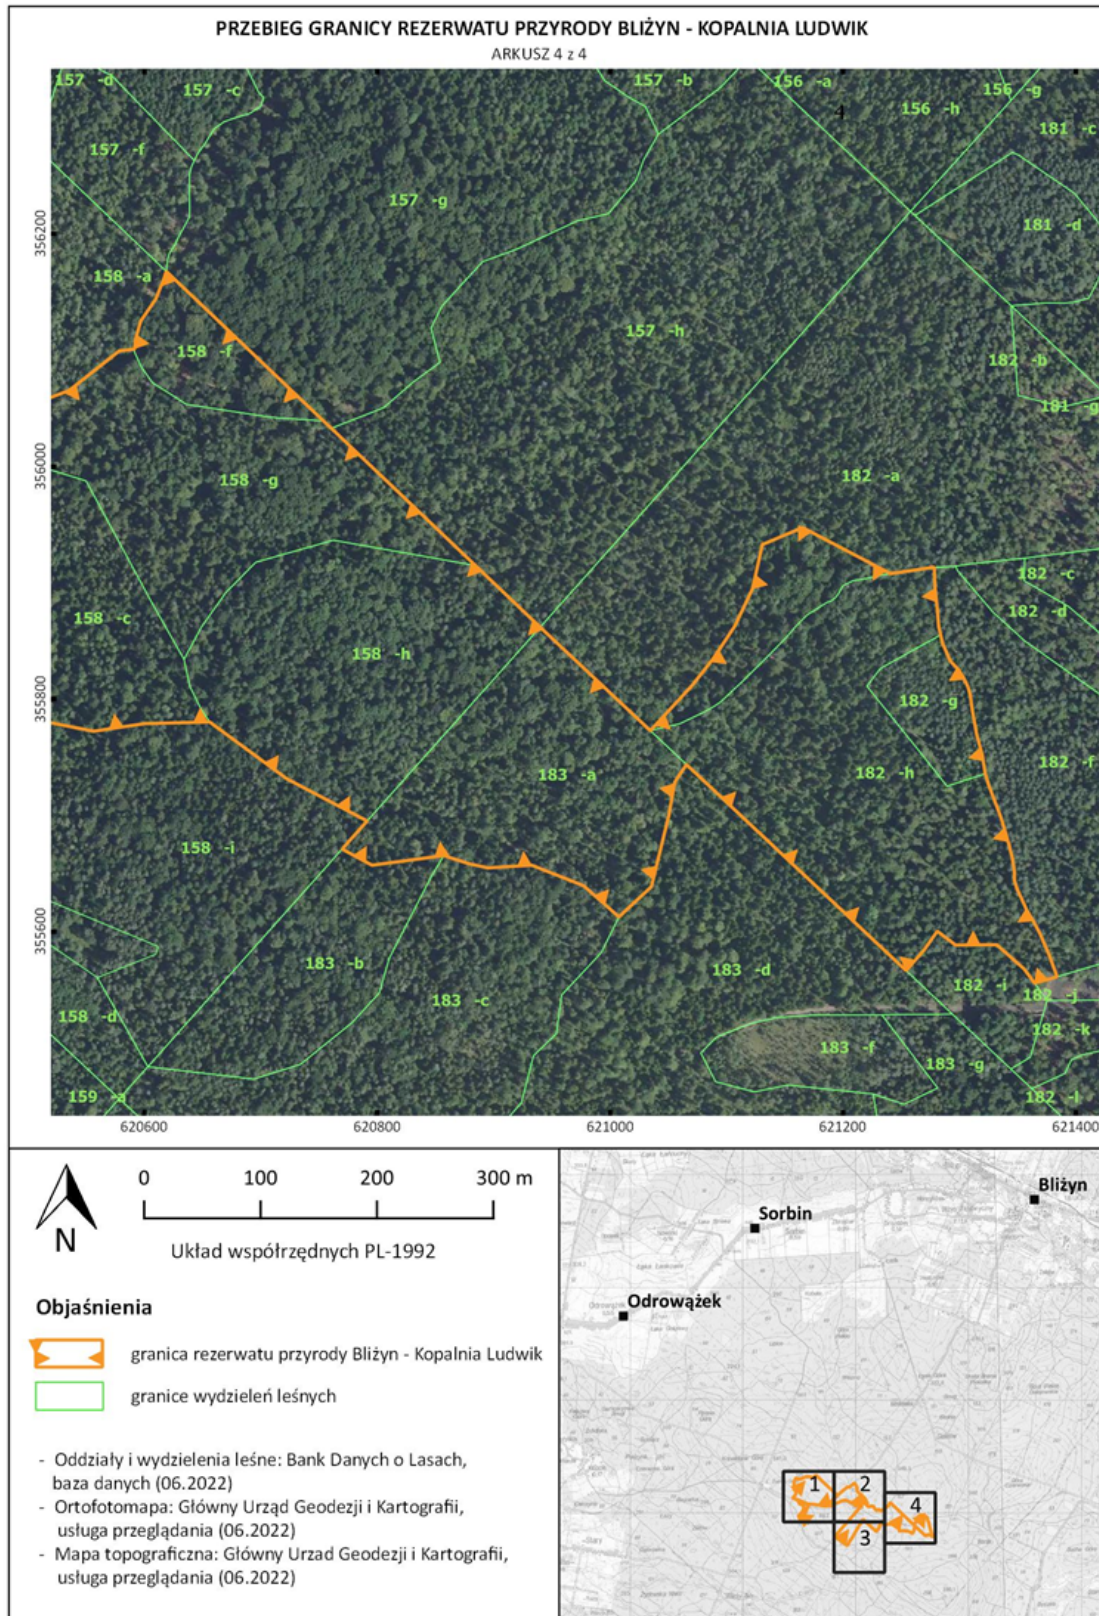 PRZEBIEG GRANICY REZERWATU PRZYRODY BLIŻYN - KOPALNIA LUDWIK
ARKUSZ 4 z 4
157 -d
157 -c
157 -b
156 -a
156 -g
156 -h
4
181 -c
157 -f
157 -g
181 -d
356200
158 -a
157 -h
158 -f
182 -b
181 -g
356000
158 -g
182 -a
182 -c
182 -d
158 -c
158 -h
355800
182 -g
183 -a
182 -h
182 -f
158 -i
355600
183 -b
183 -d
183 -c
182 -i
182 -j
158 -d
182 -k
183 -f
183 -g
159 -a
182 -l
620600
620800
621000
621200
621400
0
100
200
300 m
N
Układ współrzędnych PL-1992
Objaśnienia
granica rezerwatu przyrody Bliżyn - Kopalnia Ludwik
granice wydzieleń leśnych
- Oddziały i wydzielenia leśne: Bank Danych o Lasach,
baza danych (06.2022)
- Ortofotomapa: Główny Urząd Geodezji i Kartografii,
usługa przeglądania (06.2022)
- Mapa topograficzna: Główny Urzad Geodezji i Kartografii,
usługa przeglądania (06.2022)
Bliżyn
Sorbin
Odrowążek
1
2
4
3